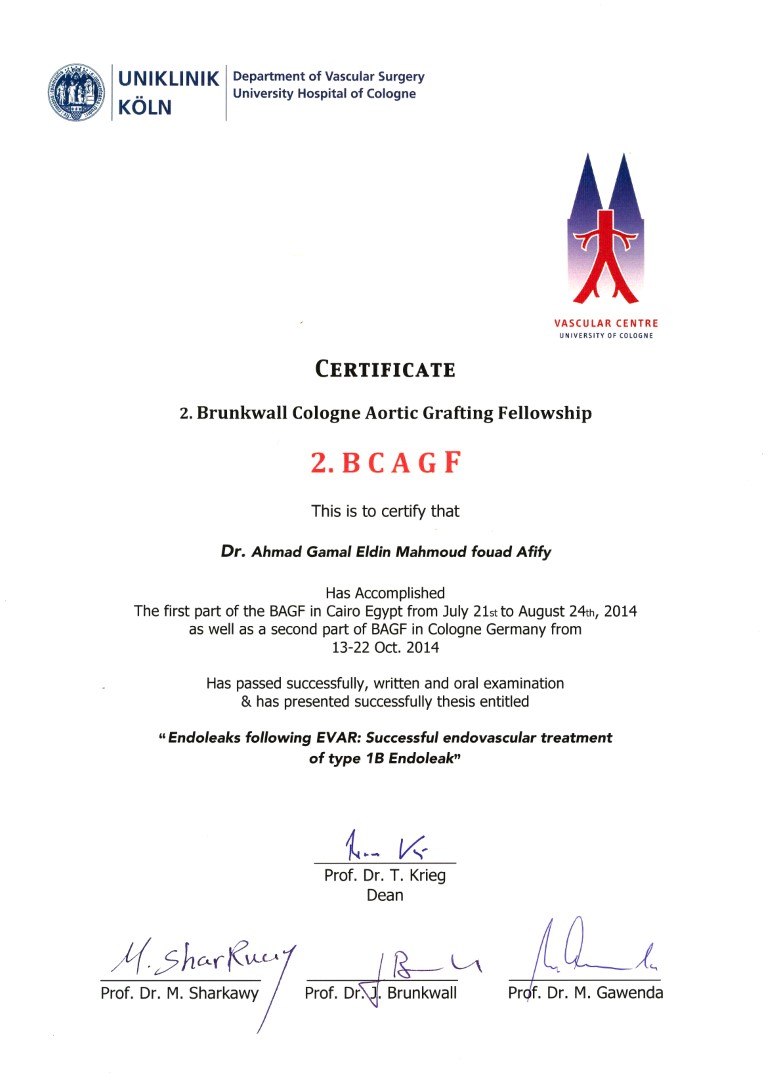 UNIKLINIK
KÖLN
Department of Vascular Surgery
University Hospital of Cologne
VASCULAR CENTRE
UNIVERSITY OF COLOGNE
CERTIFICATE
2. Brunkwall Cologne Aortic Grafting Fellowship
2. B C A G F
This is to certify that
Dr. Ahmad Gamal Eldin Mahmoud fouad Afify
Has Accomplished
The first part of the BAGF in Cairo Egypt from July 21st to August 24th, 2014
as well as a second part of BAGF in Cologne Germany from
13-22 Oct. 2014
Has passed successfully, written and oral examination
& has presented successfully thesis entitled
“Endoleaks following EVAR: Successful endovascular treatment
of type 1B Endoleak”
Prof. Dr. T. Krieg
Dean
M. Sharkawy
Prof. Dr. M. Sharkawy
Prof. Dr. J. Brunkwall
Prof. Dr. M. Gawenda